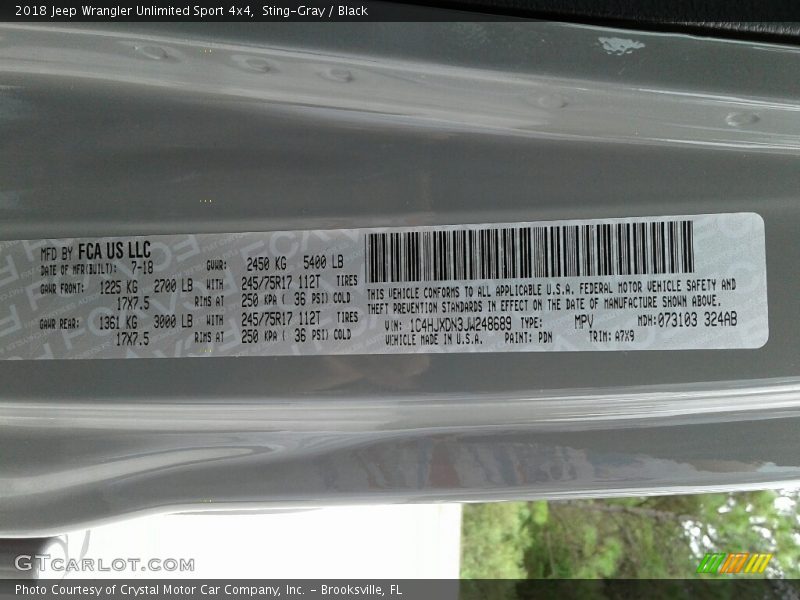 2018 Jeep Wrangler Unlimited Sport 4x4,  Sting-Gray / Black
MFD BY FCA US LLC
DATE OF MFR(BUILT): 7-18 GVWR: 2450 KG 5400 LB
GAWR FRONT: 1225 KG 2700 LB WITH 245/75R17 112T TIRES
17X7.5 RIMS AT 250 KPA ( 36 PSI) COLD
GAWR REAR: 1361 KG 3000 LB WITH 245/75R17 112T TIRES
17X7.5 RIMS AT 250 KPA ( 36 PSI) COLD
THIS VEHICLE CONFORMS TO ALL APPLICABLE U.S.A. FEDERAL MOTOR VEHICLE SAFETY AND
THEFT PREVENTION STANDARDS IN EFFECT ON THE DATE OF MANUFACTURE SHOWN ABOVE.
VIN: 1C4HJXDN3JW248689 TYPE: MPV MDH:073103 324AB
VEHICLE MADE IN U.S.A. PAINT: PDN TRIM: A7X9
GTCARLOT.COM
Photo Courtesy of Crystal Motor Car Company, Inc. - Brooksville, FL